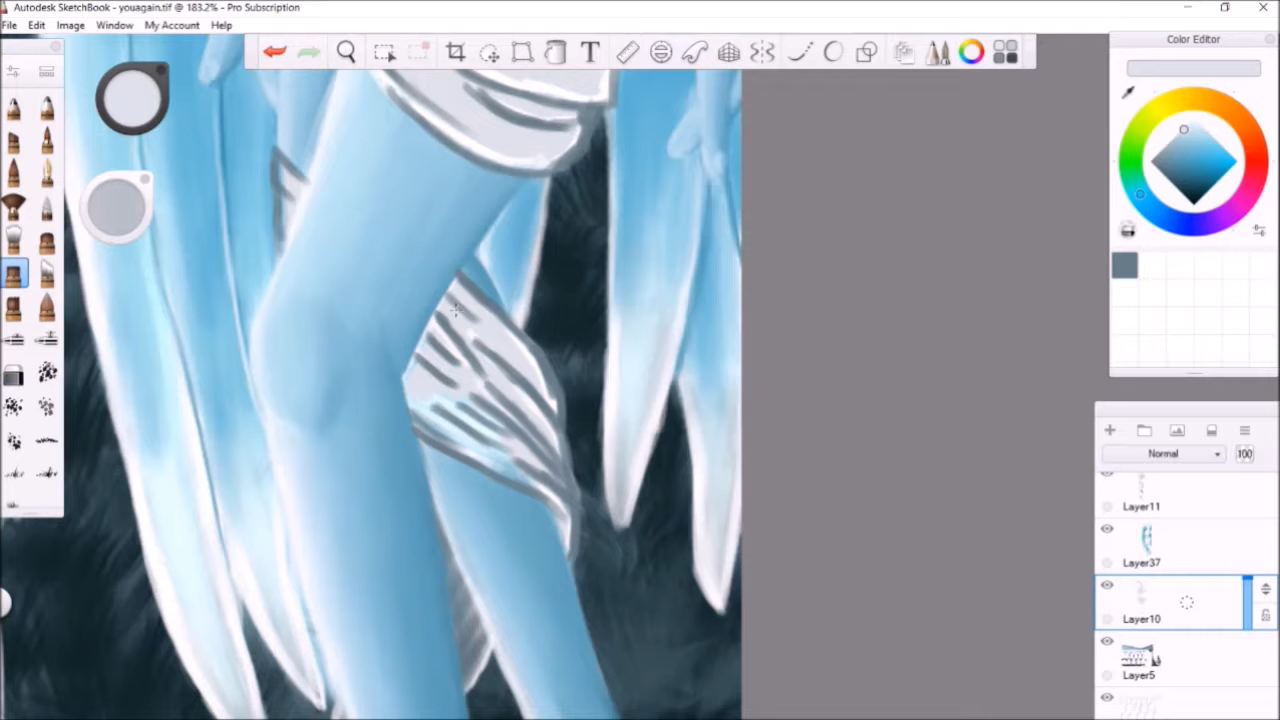 Autodesk SketchBook - youagain.tif @ 183.2% - Pro Subscription
File Edit Image Window My Account Help
T
Color Editor
Normal 100
Layer11
Layer37
Layer10
Layer5